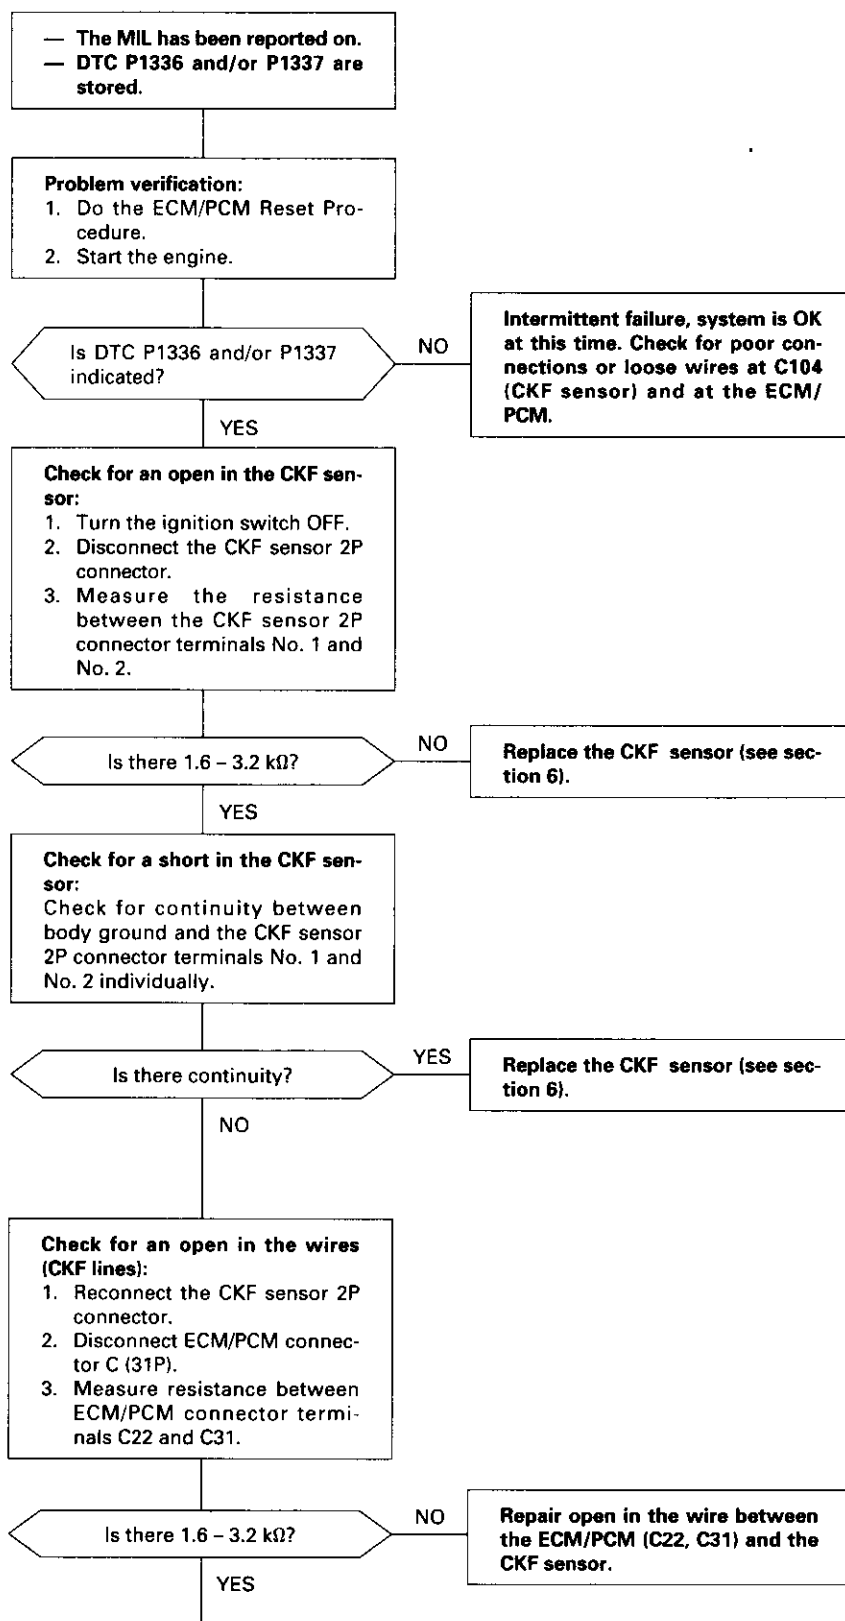 — The MIL has been reported on.
— DTC P1336 and/or P1337 are
stored.
Problem verification:
1. Do the ECM/PCM Reset Pro-
cedure.
2. Start the engine.
Is DTC P1336 and/or P1337
indicated?
NO
Intermittent failure, system is OK
at this time. Check for poor con-
nections or loose wires at C104
(CKF sensor) and at the ECM/
PCM.
YES
Check for an open in the CKF sen-
sor:
1. Turn the ignition switch OFF.
2. Disconnect the CKF sensor 2P
connector.
3. Measure the resistance
between the CKF sensor 2P
connector terminals No. 1 and
No. 2.
Is there 1.6 – 3.2 kΩ?
NO
Replace the CKF sensor (see sec-
tion 6).
YES
Check for a short in the CKF sen-
sor:
Check for continuity between
body ground and the CKF sensor
2P connector terminals No. 1 and
No. 2 individually.
Is there continuity?
YES
Replace the CKF sensor (see sec-
tion 6).
NO
Check for an open in the wires
(CKF lines):
1. Reconnect the CKF sensor 2P
connector.
2. Disconnect ECM/PCM connec-
tor C (31P).
3. Measure resistance between
ECM/PCM connector termi-
nals C22 and C31.
Is there 1.6 – 3.2 kΩ?
NO
Repair open in the wire between
the ECM/PCM (C22, C31) and the
CKF sensor.
YES